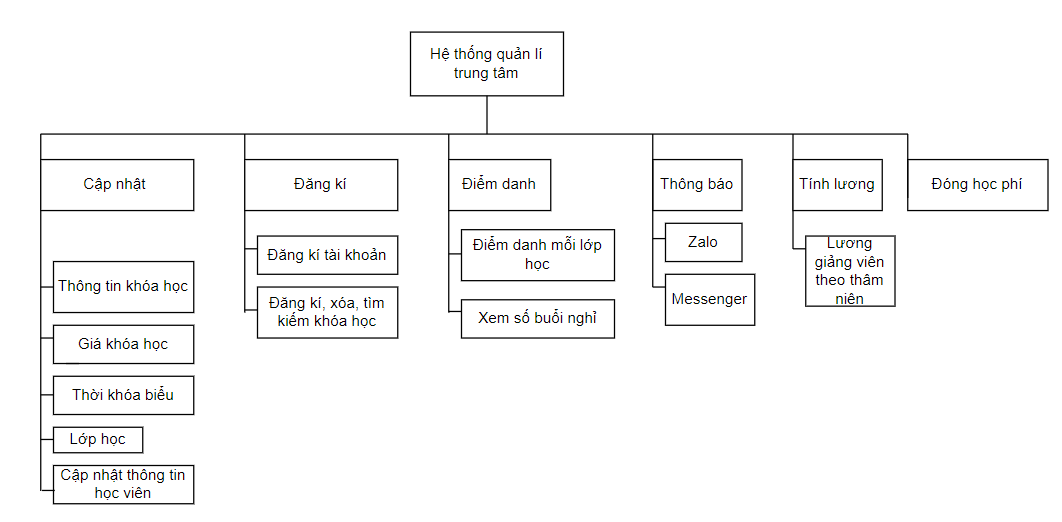 Hệ thống quản lí
trung tâm
Cập nhật
Đăng kí
Điểm danh
Thông báo
Tính lương
Đóng học phí
Thông tin khóa học
Giá khóa học
Thời khóa biểu
Lớp học
Cập nhật thông tin
học viên
Đăng kí tài khoản
Đăng kí, xóa, tìm
kiếm khóa học
Điểm danh mỗi lớp
học
Xem số buổi nghỉ
Zalo
Messenger
Lương
giảng viên
theo thâm
niên